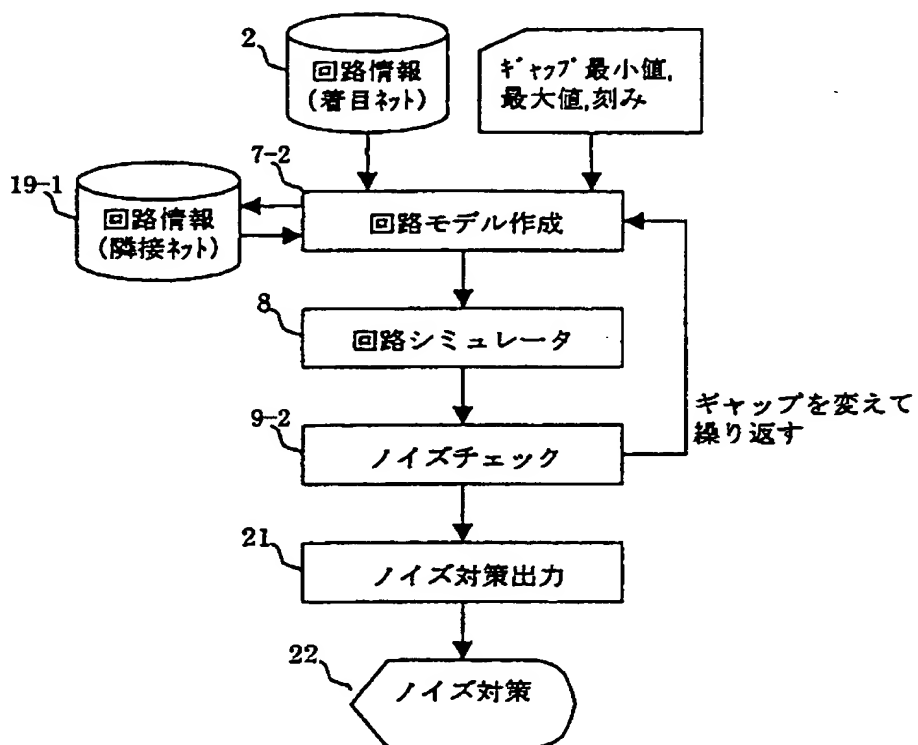 2
回路情報
(着目ネット)
ギャップ 最小値,
最大値,刻み
7-2
19-1
回路情報
(隣接ネット)
回路モデル作成
8
回路シミュレータ
ギャップを変えて
繰り返す
9-2
ノイズチェック
21
ノイズ対策出力
22
ノイズ対策